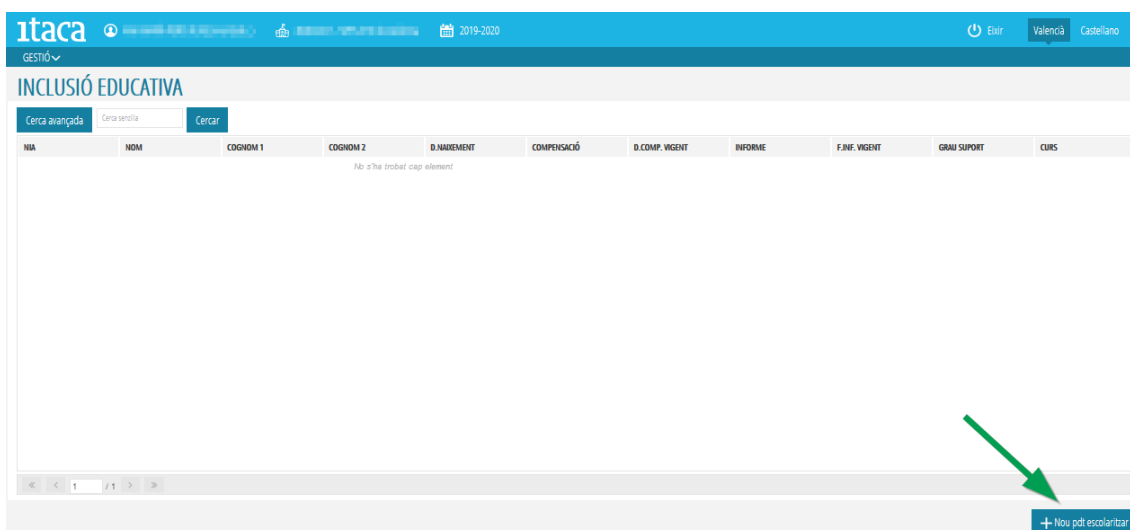 ıtaca 2019-2020 Eixir Valencià Castellano
GESTIÓ
INCLUSIÓ EDUCATIVA
Cerca avançada Cerca senzilla Cercar
NIA NOM COGNOM 1 COGNOM 2 D.NAIXEMENT COMPENSACIÓ D.COMP. VIGENT INFORME F.INF. VIGENT GRAU SUPORT CURS
No s'ha trobat cap element
« < 1 / 1 > »
+ Nou pdt escolaritzar